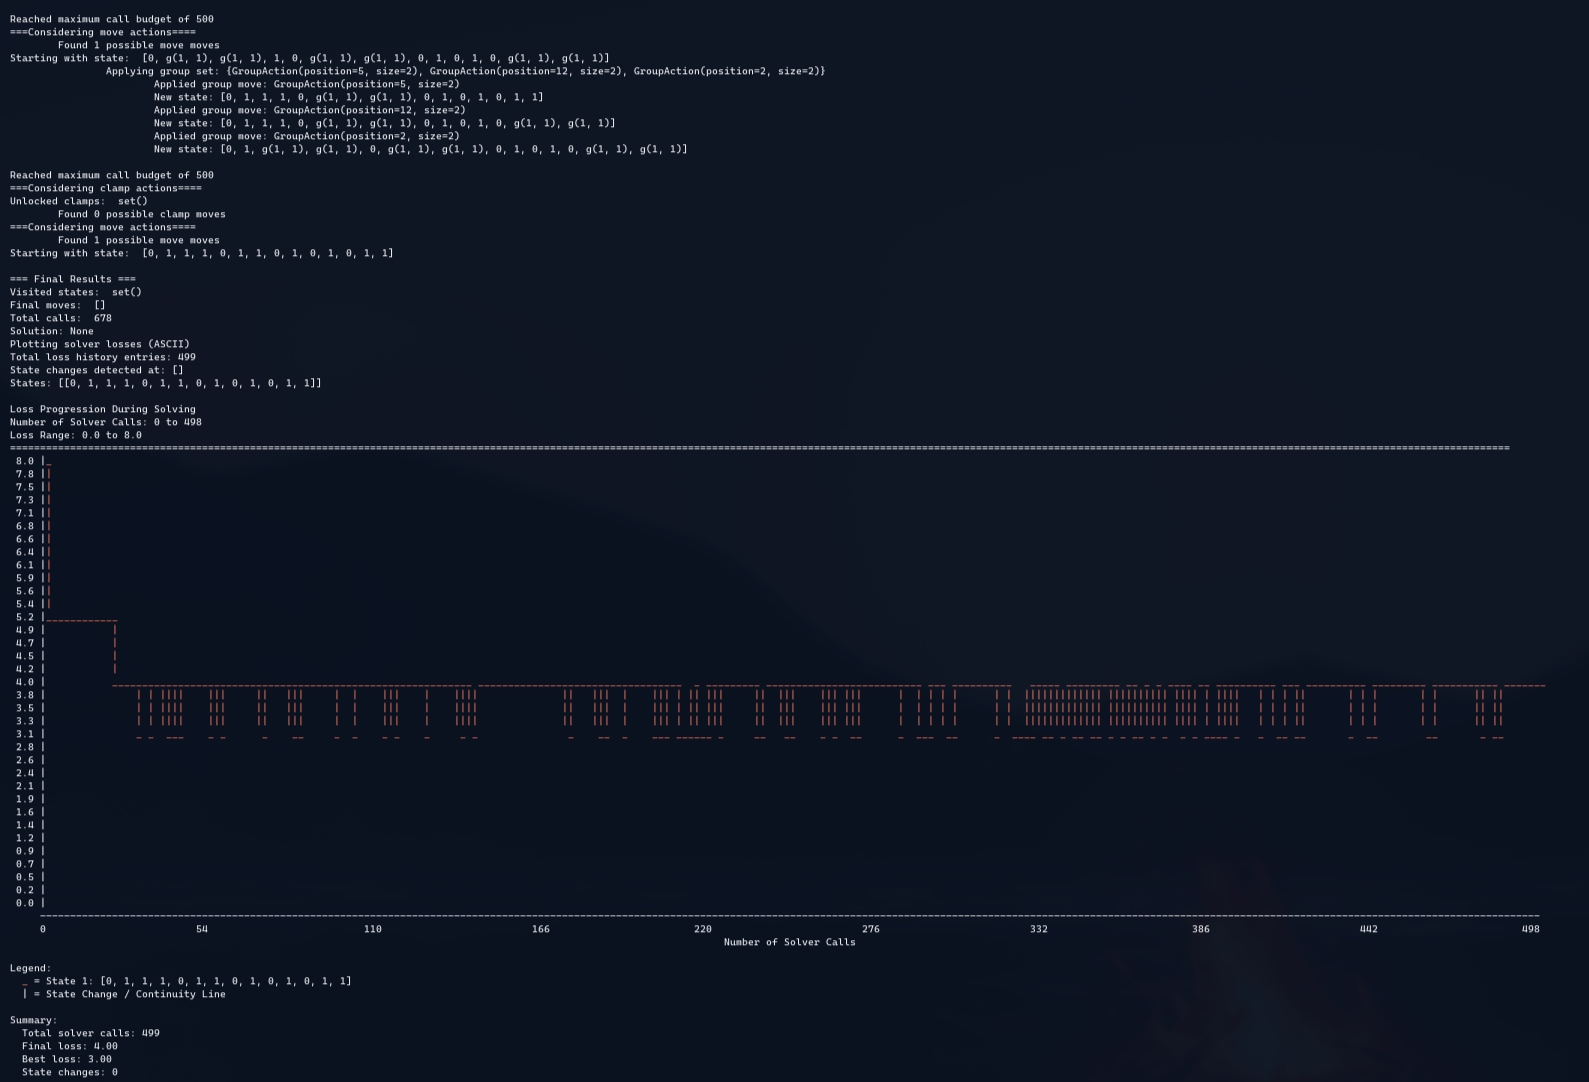 Reached maximum call budget of 500
===Considering move actions====
Found 1 possible move moves
Starting with state:  [0, g(1, 1), g(1, 1), 1, 0, g(1, 1), g(1, 1), 0, 1, 0, 1, 0, g(1, 1), g(1, 1)]
Applying group set: {GroupAction(position=5, size=2), GroupAction(position=12, size=2), GroupAction(position=2, size=2)}
Applied group move: GroupAction(position=5, size=2)
New state: [0, 1, 1, 1, 0, g(1, 1), g(1, 1), 0, 1, 0, 1, 0, 1, 1]
Applied group move: GroupAction(position=12, size=2)
New state: [0, 1, 1, 1, 0, g(1, 1), g(1, 1), 0, 1, 0, 1, 0, g(1, 1), g(1, 1)]
Applied group move: GroupAction(position=2, size=2)
New state: [0, 1, g(1, 1), g(1, 1), 0, g(1, 1), g(1, 1), 0, 1, 0, 1, 0, g(1, 1), g(1, 1)]
Reached maximum call budget of 500
===Considering clamp actions====
Unlocked clamps:  set()
Found 0 possible clamp moves
===Considering move actions====
Found 1 possible move moves
Starting with state:  [0, 1, 1, 1, 0, 1, 1, 0, 1, 0, 1, 0, 1, 1]
=== Final Results ===
Visited states:  set()
Final moves:  []
Total calls:  678
Solution: None
Plotting solver losses (ASCII)
Total loss history entries: 499
State changes detected at: []
States: [[0, 1, 1, 1, 0, 1, 1, 0, 1, 0, 1, 0, 1, 1]]
Loss Progression During Solving
Number of Solver Calls: 0 to 498
Loss Range: 0.0 to 8.0
8.0 |
7.8 |
7.5 |
7.3 |
7.1 |
6.8 |
6.6 |
6.4 |
6.1 |
5.9 |
5.6 |
5.4 |
5.2 |
4.9 |
4.7 |
4.5 |
4.2 |
4.0 |
3.8 |
3.5 |
3.3 |
3.1 |
2.8 |
2.6 |
2.4 |
2.1 |
1.9 |
1.6 |
1.4 |
1.2 |
0.9 |
0.7 |
0.5 |
0.2 |
0.0 |
0 54 110 166 220 276 332 386 442 498
Number of Solver Calls
Legend:
_ = State 1: [0, 1, 1, 1, 0, 1, 1, 0, 1, 0, 1, 0, 1, 1]
| = State Change / Continuity Line
Summary:
Total solver calls: 499
Final loss: 4.00
Best loss: 3.00
State changes: 0